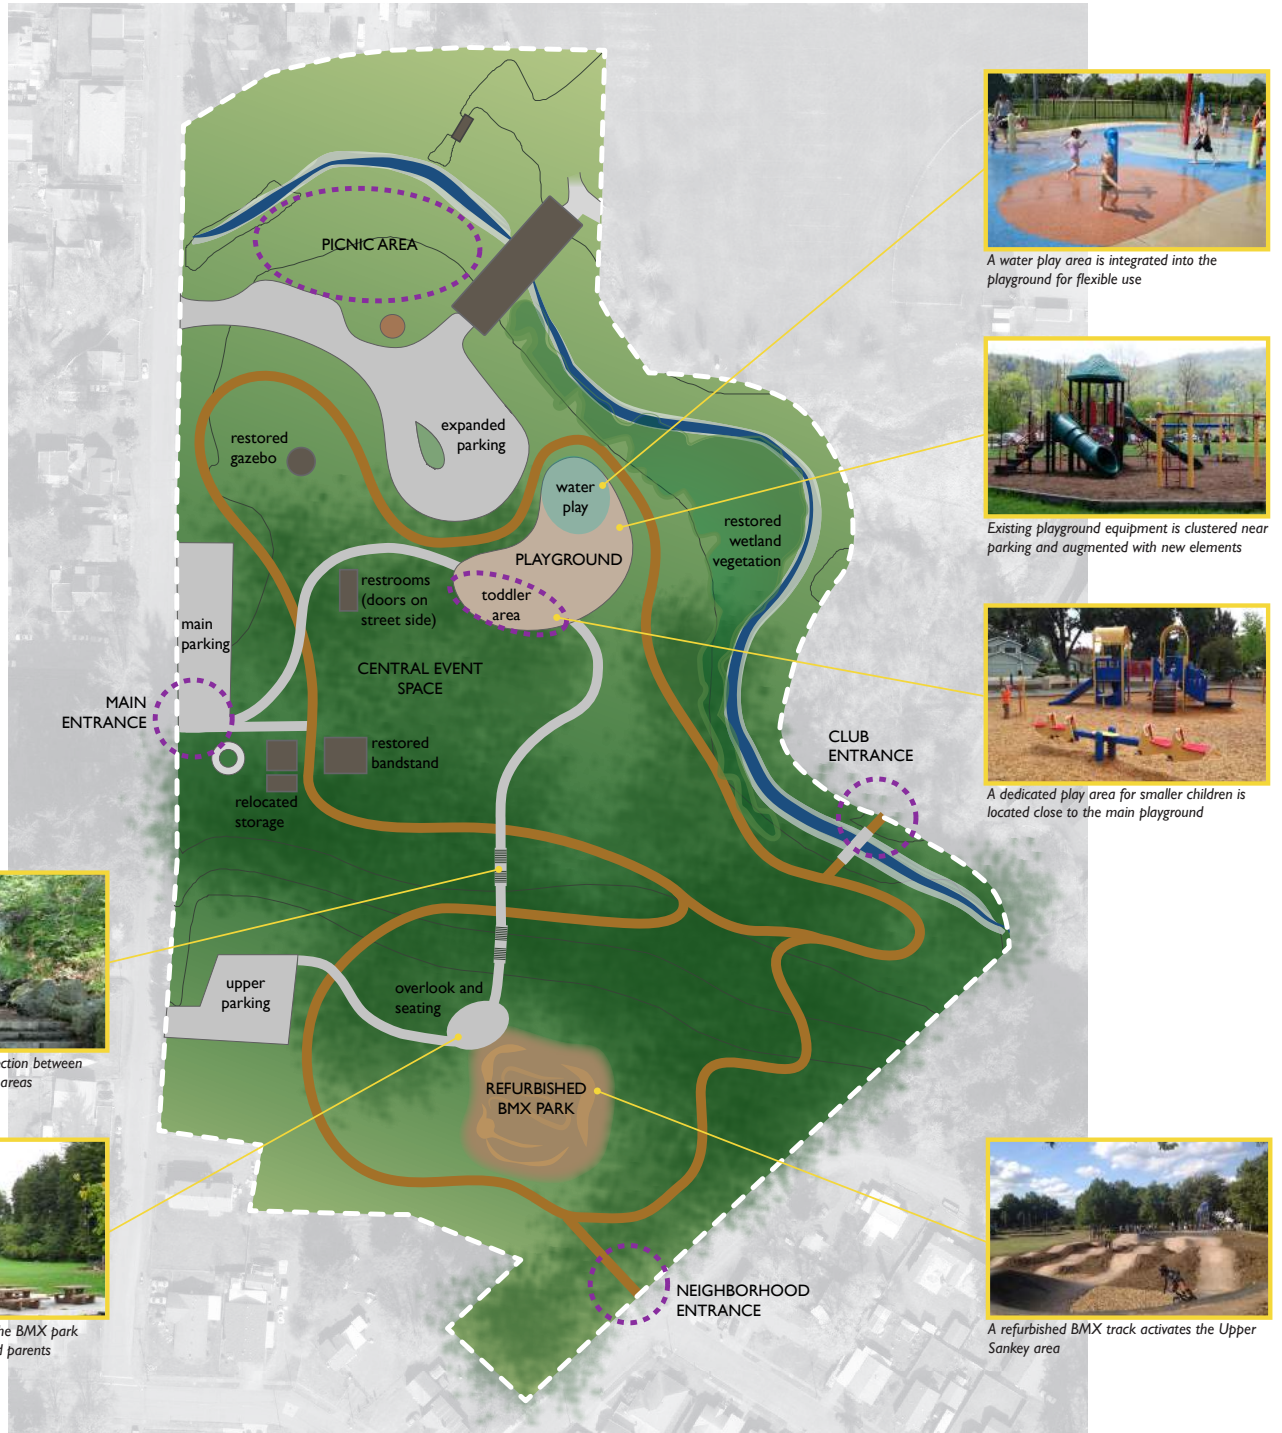 A water play area is integrated into the
playground for flexible use
PICNIC AREA
expanded
parking
restored
gazebo
water
play
Existing playground equipment is clustered near
parking and augmented with new elements
restored
wetland
vegetation
PLAYGROUND
restrooms
(doors on
street side)
toddler
area
main
parking
CENTRAL EVENT
SPACE
MAIN
ENTRANCE
CLUB
ENTRANCE
restored
bandstand
relocated
storage
A dedicated play area for smaller children is
located close to the main playground
upper
parking
overlook and
seating
ction between
areas
REFURBISHED
BMX PARK
NEIGHBORHOOD
ENTRANCE
he BMX park
d parents
A refurbished BMX track activates the Upper
Sankey area